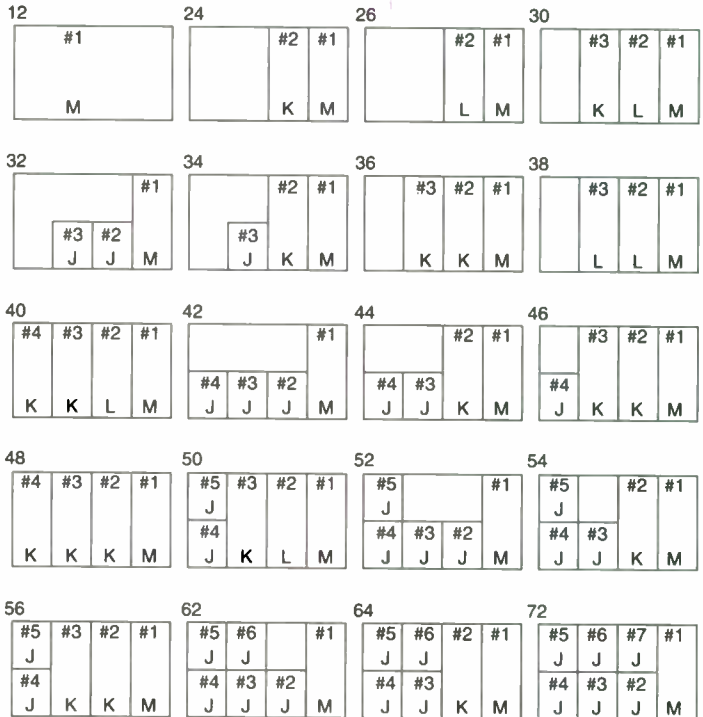 12 24 26 30
#1 #2 #1 #2 #1 #3 #2 #1
M K M L M K L M
32 34 36 38
#1 #2 #1 #3 #2 #1 #3 #2 #1
#3 #2 #3
J J M J K M K K M L L M
40 42 44 46
#4 #3 #2 #1 #1 #2 #1 #3 #2 #1
#4 #3 #2 #4 #3 #4
K K L M J J J M J J K M J K K M
48 50 52 54
#4 #3 #2 #1 #5 #3 #2 #1 #5 #1 #5 #2 #1
J J J
#4 #4 #3 #2 #4 #3
K K K M J K L M J J J M J J K M
56 62 64 72
#5 #3 #2 #1 #5 #6 #1 #5 #6 #2 #1 #5 #6 #7 #1
J J J J J J J J
#4 #4 #3 #2 #4 #3 #4 #3 #2
J K K M J J J M J J K M J J J M